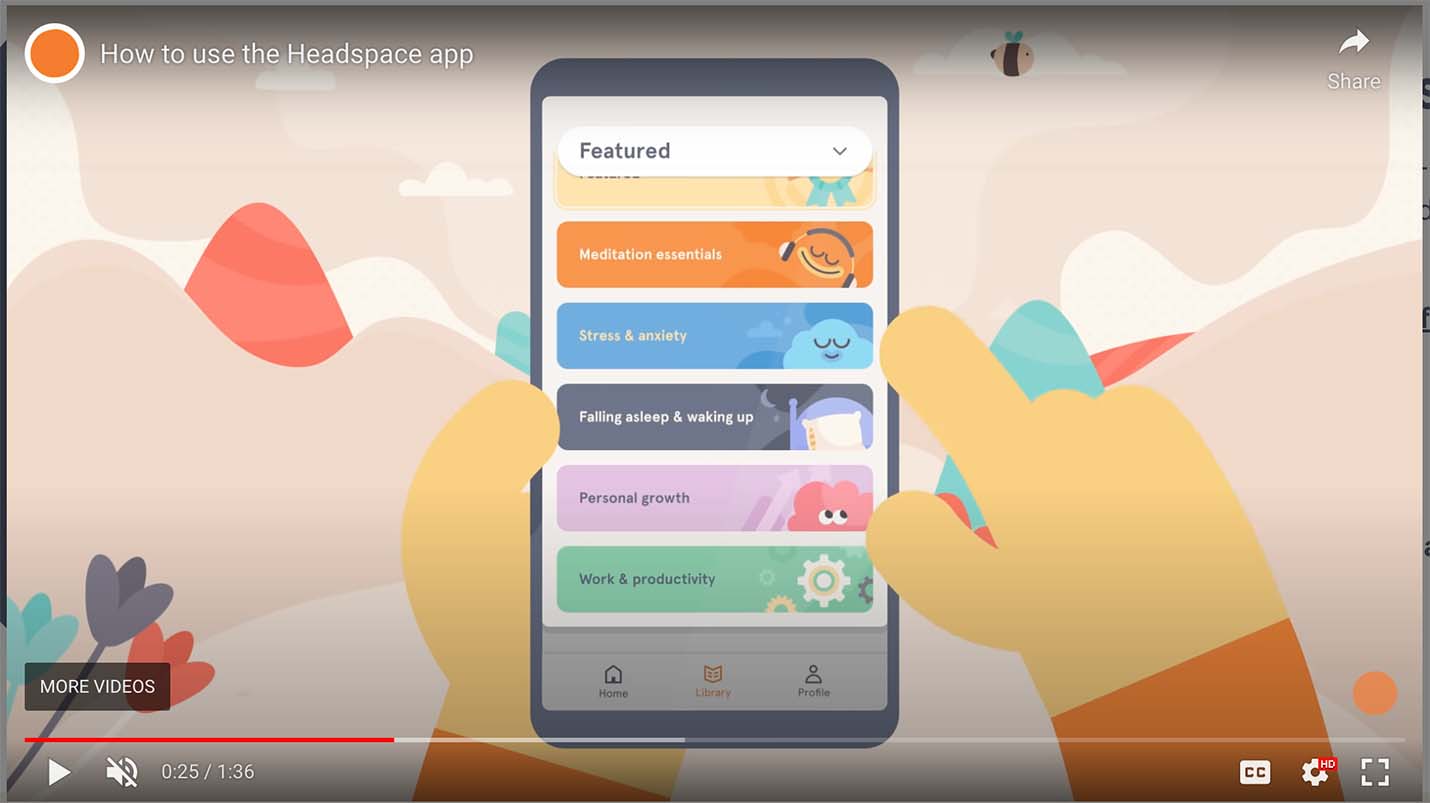 How to use the Headspace app
Share
Featured
Featured
Meditation essentials
Stress & anxiety
Falling asleep & waking up
Personal growth
Work & productivity
Home
Library
Profile
MORE VIDEOS
0:25 / 1:36
CC
HD